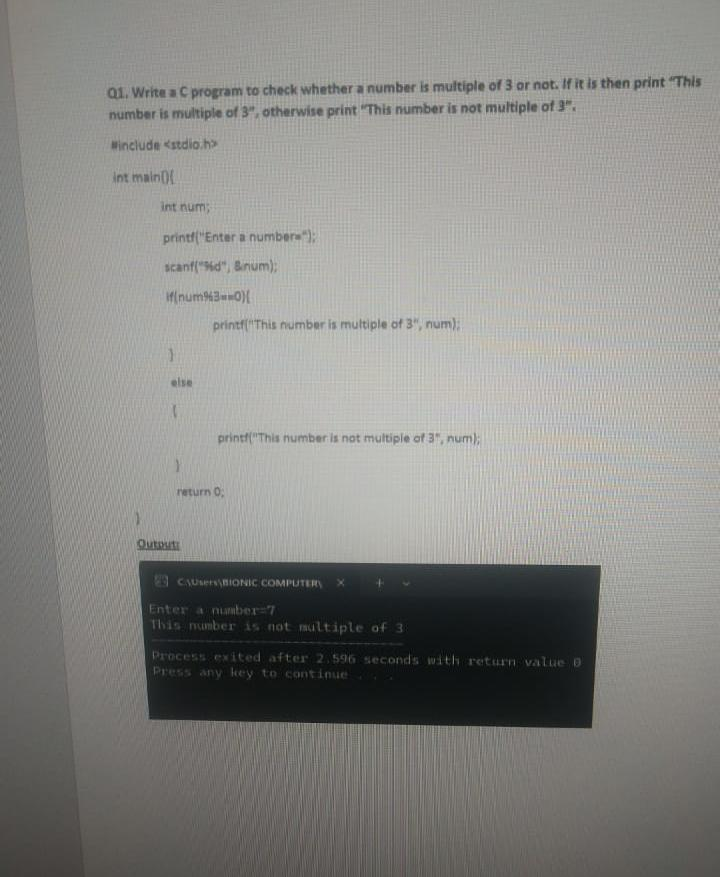 Q1. Write a C program to check whether a number is multiple of 3 or not. If it is then print "This
number is multiple of 3", otherwise print "This number is not multiple of 3".
#include <stdio.h>
int main(){
int num;
printf("Enter a number=");
scanf("%d", &num);
if(num%3==0){
printf("This number is multiple of 3", num);
}
else
{
printf("This number is not multiple of 3", num);
}
return 0;
}
Output:
C:\Users\BIONIC COMPUTER\ × + ⌄
Enter a number=7
This number is not multiple of 3
--------------------------------
Process exited after 2.596 seconds with return value 0
Press any key to continue . . .